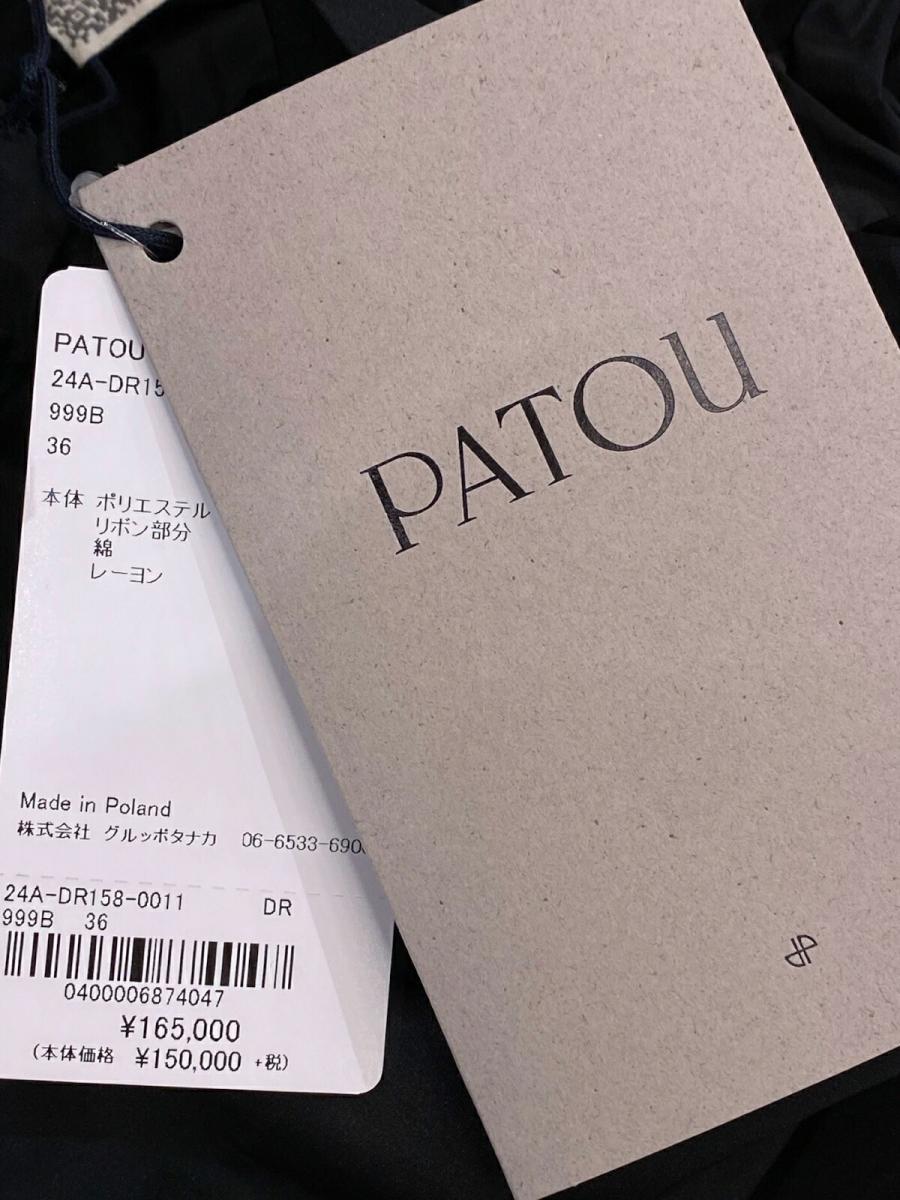 PATOU
24A-DR15
999B
36
本体 ポリエステル
リボン部分
綿
レーヨン
Made in Poland
株式会社 グルッポタナカ 06-6533-690
24A-DR158-0011 DR
999B 36
0400006874047
¥165,000
(本体価格 ¥150,000 +税)
PATOU
JP